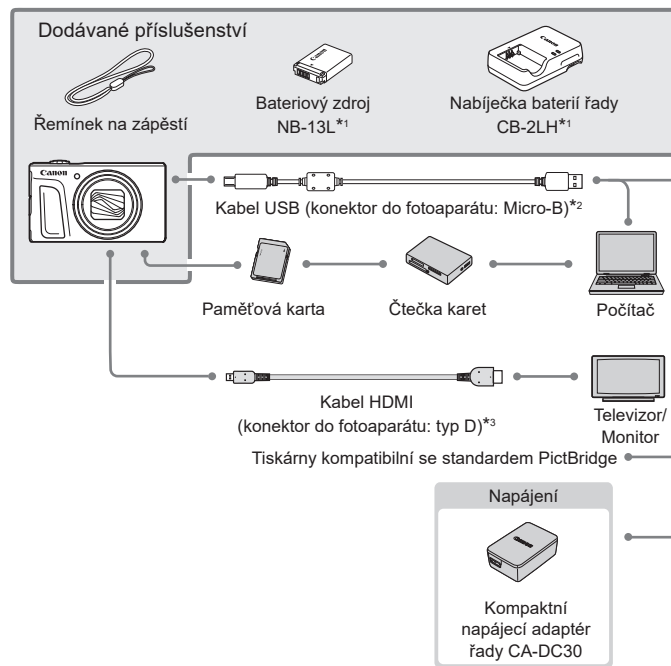 Dodávané příslušenství
Řemínek na zápěstí
Bateriový zdroj
NB-13L*1
Nabíječka baterií řady
CB-2LH*1
Canon
Kabel USB (konektor do fotoaparátu: Micro-B)*2
Paměťová karta
Čtečka karet
Počítač
Kabel HDMI
(konektor do fotoaparátu: typ D)*3
Televizor/
Monitor
Tiskárny kompatibilní se standardem PictBridge
Napájení
Canon
Kompaktní
napájecí adaptér
řady CA-DC30